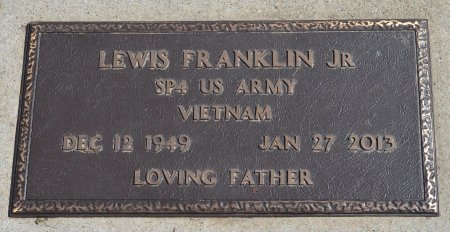 LEWIS FRANKLIN JR
SP4 US ARMY
VIETNAM
DEC 12 1949 JAN 27 2013
LOVING FATHER